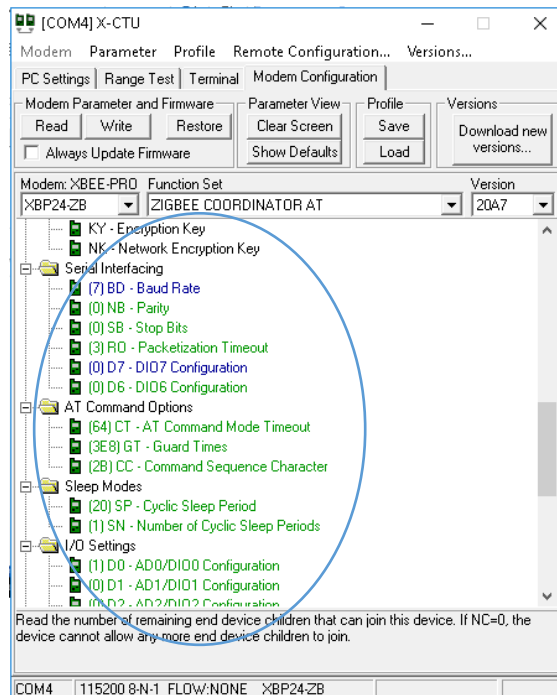 [COM4] X-CTU
Modem Parameter Profile Remote Configuration... Versions...
PC Settings Range Test Terminal Modem Configuration
Modem Parameter and Firmware Parameter View Profile Versions
Read Write Restore Clear Screen Save Download new versions...
Always Update Firmware Show Defaults Load
Modem: XBEE-PRO Function Set Version
XBP24-ZB ZIGBEE COORDINATOR AT 20A7
KY - Encryption Key
NK - Network Encryption Key
Serial Interfacing
(7) BD - Baud Rate
(0) NB - Parity
(0) SB - Stop Bits
(3) RO - Packetization Timeout
(0) D7 - DIO7 Configuration
(0) D6 - DIO6 Configuration
AT Command Options
(64) CT - AT Command Mode Timeout
(3E8) GT - Guard Times
(2B) CC - Command Sequence Character
Sleep Modes
(20) SP - Cyclic Sleep Period
(1) SN - Number of Cyclic Sleep Periods
I/O Settings
(1) D0 - AD0/DIO0 Configuration
(0) D1 - AD1/DIO1 Configuration
(0) D2 - AD2/DIO2 Configuration
Read the number of remaining end device children that can join this device. If NC=0, the
device cannot allow any more end device children to join.
COM4 115200 8-N-1 FLOW:NONE XBP24-ZB